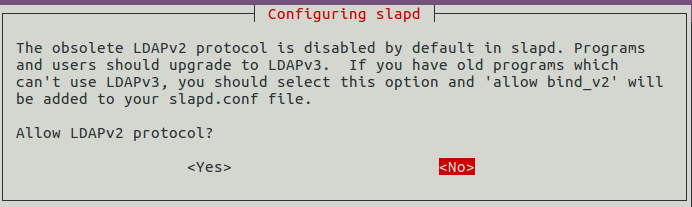 Configuring slapd
The obsolete LDAPv2 protocol is disabled by default in slapd. Programs
and users should upgrade to LDAPv3.  If you have old programs which
can't use LDAPv3, you should select this option and 'allow bind_v2' will
be added to your slapd.conf file.
Allow LDAPv2 protocol?
<Yes> <No>